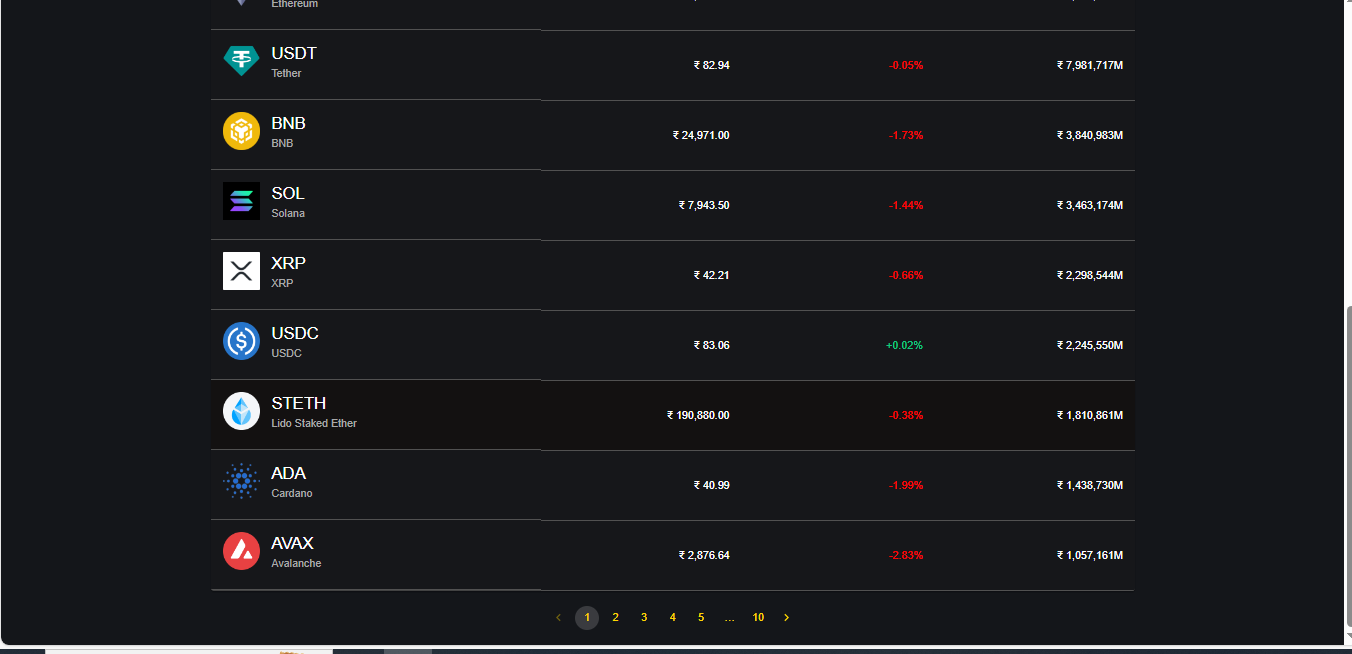 Ethereum
USDT
Tether
₹ 82.94 -0.05% ₹ 7,981,717M
BNB
BNB
₹ 24,971.00 -1.73% ₹ 3,840,983M
SOL
Solana
₹ 7,943.50 -1.44% ₹ 3,463,174M
XRP
XRP
₹ 42.21 -0.66% ₹ 2,298,544M
USDC
USDC
₹ 83.06 +0.02% ₹ 2,245,550M
STETH
Lido Staked Ether
₹ 190,880.00 -0.38% ₹ 1,810,861M
ADA
Cardano
₹ 40.99 -1.99% ₹ 1,438,730M
AVAX
Avalanche
₹ 2,876.64 -2.83% ₹ 1,057,161M
‹ 1 2 3 4 5 ... 10 ›